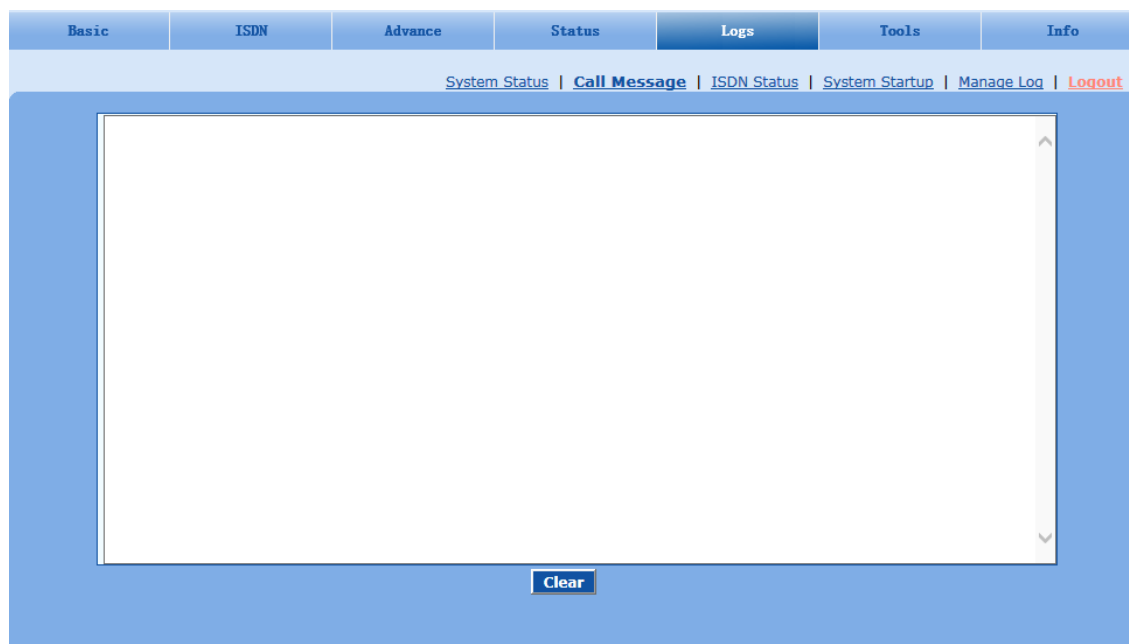 Basic ISDN Advance Status Logs Tools Info
System Status | Call Message | ISDN Status | System Startup | Manage Log | Logout
Clear